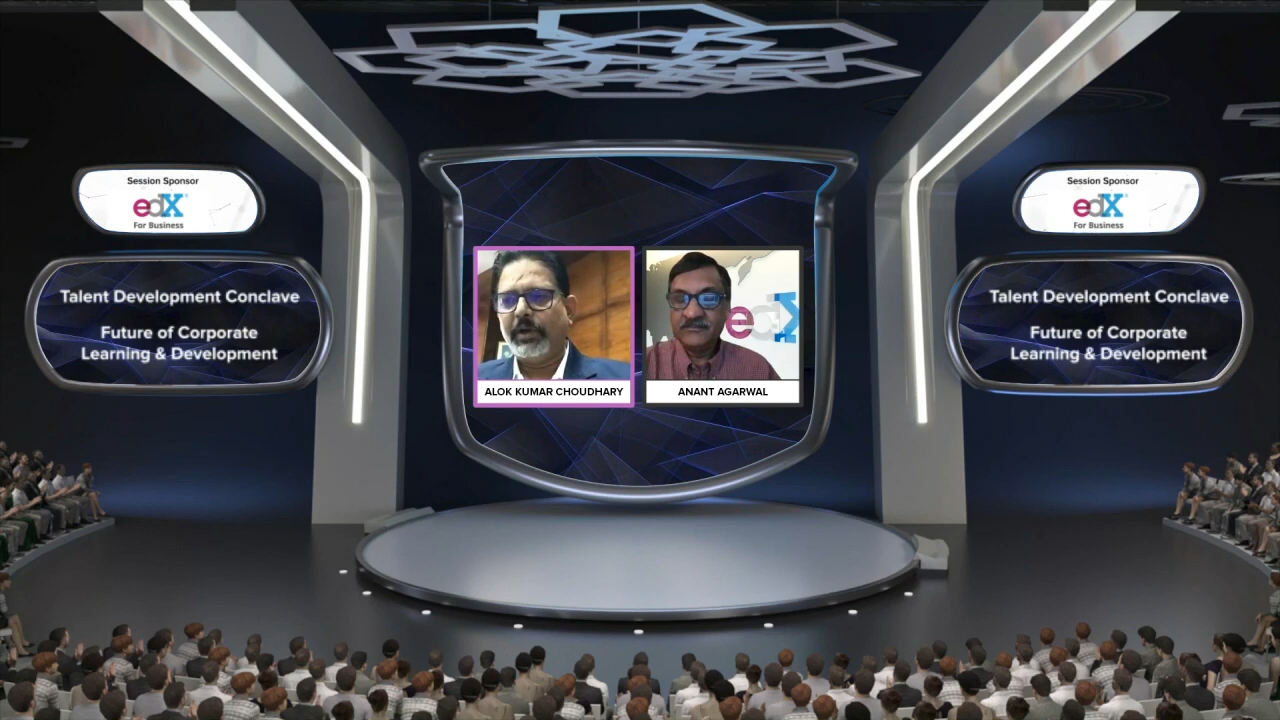 Session Sponsor
edX
For Business
Talent Development Conclave
Future of Corporate
Learning & Development
edX
ALOK KUMAR CHOUDHARY
ANANT AGARWAL
Session Sponsor
edX
For Business
Talent Development Conclave
Future of Corporate
Learning & Development